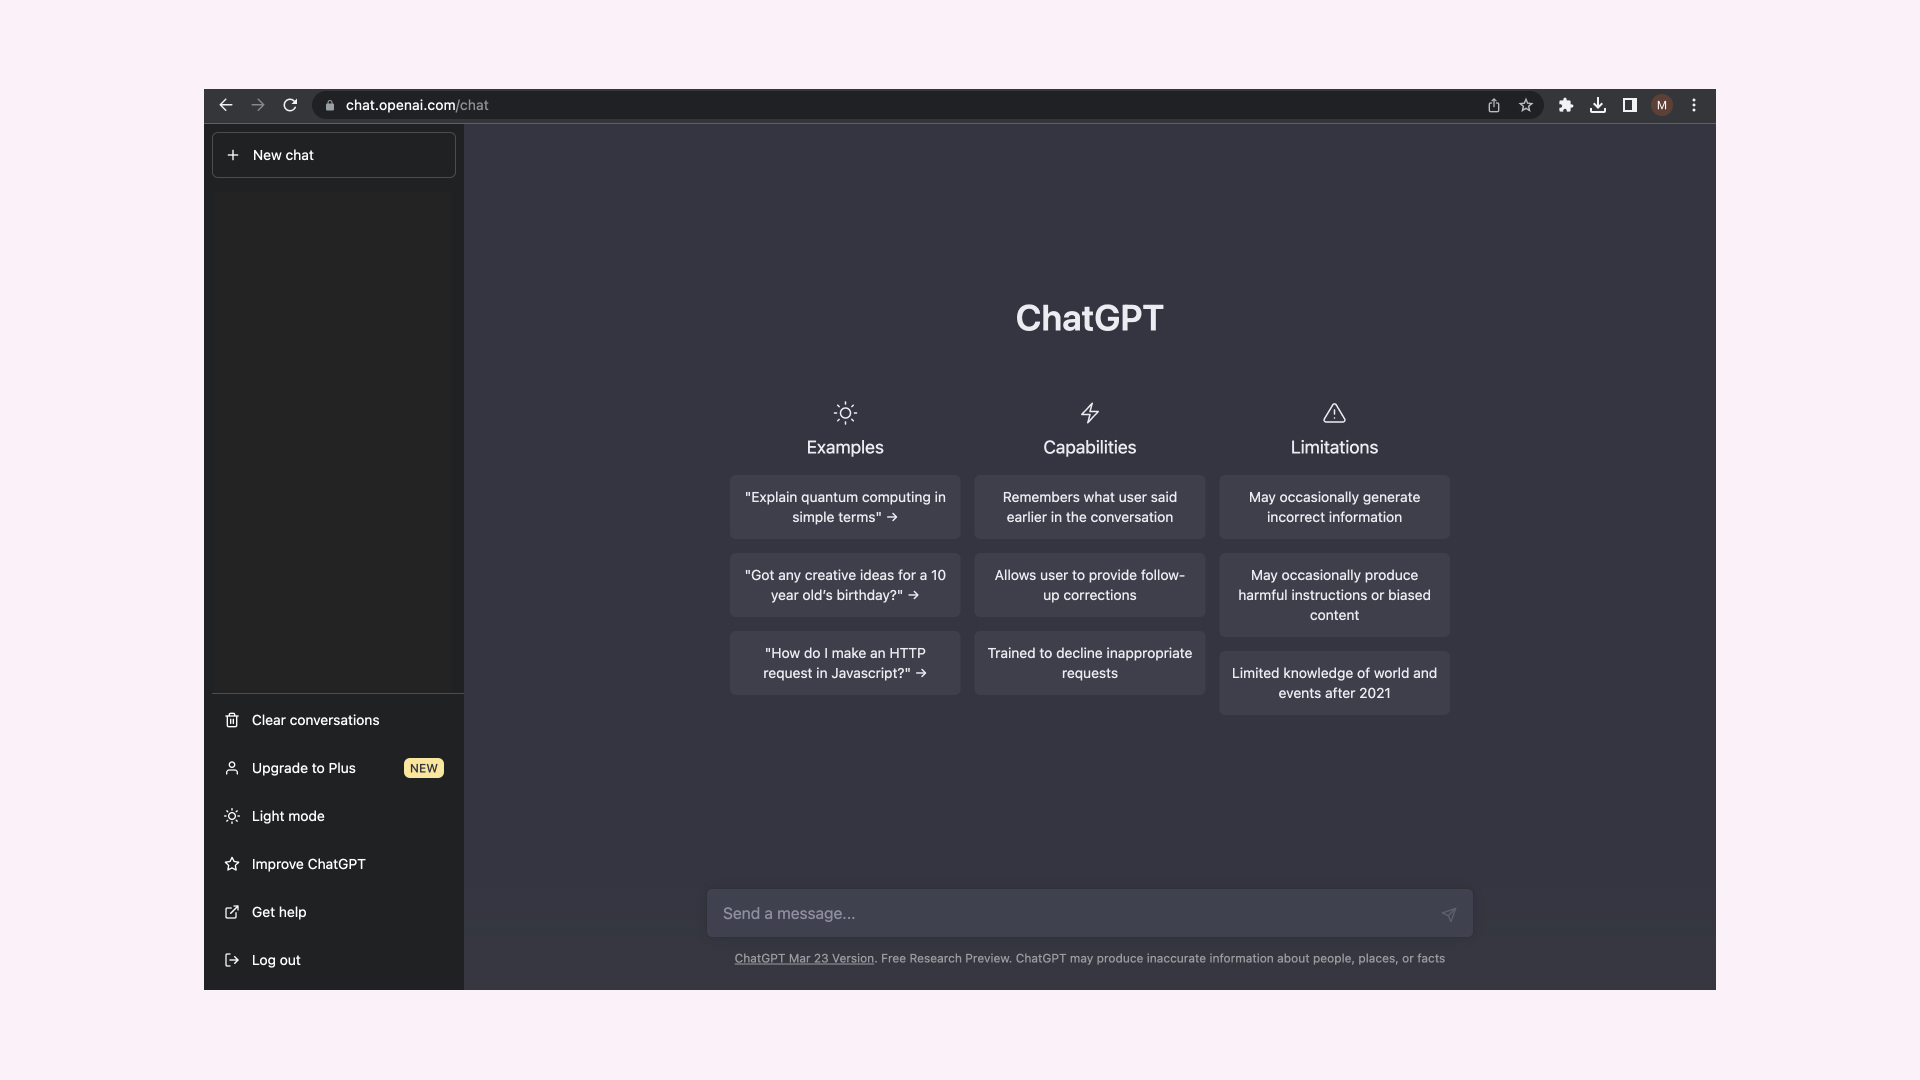 chat.openai.com/chat
M
New chat
Clear conversations
Upgrade to Plus NEW
Light mode
Improve ChatGPT
Get help
Log out
ChatGPT
Examples
"Explain quantum computing in
simple terms" →
"Got any creative ideas for a 10
year old's birthday?" →
"How do I make an HTTP
request in Javascript?" →
Capabilities
Remembers what user said
earlier in the conversation
Allows user to provide follow-
up corrections
Trained to decline inappropriate
requests
Limitations
May occasionally generate
incorrect information
May occasionally produce
harmful instructions or biased
content
Limited knowledge of world and
events after 2021
Send a message...
ChatGPT Mar 23 Version. Free Research Preview. ChatGPT may produce inaccurate information about people, places, or facts